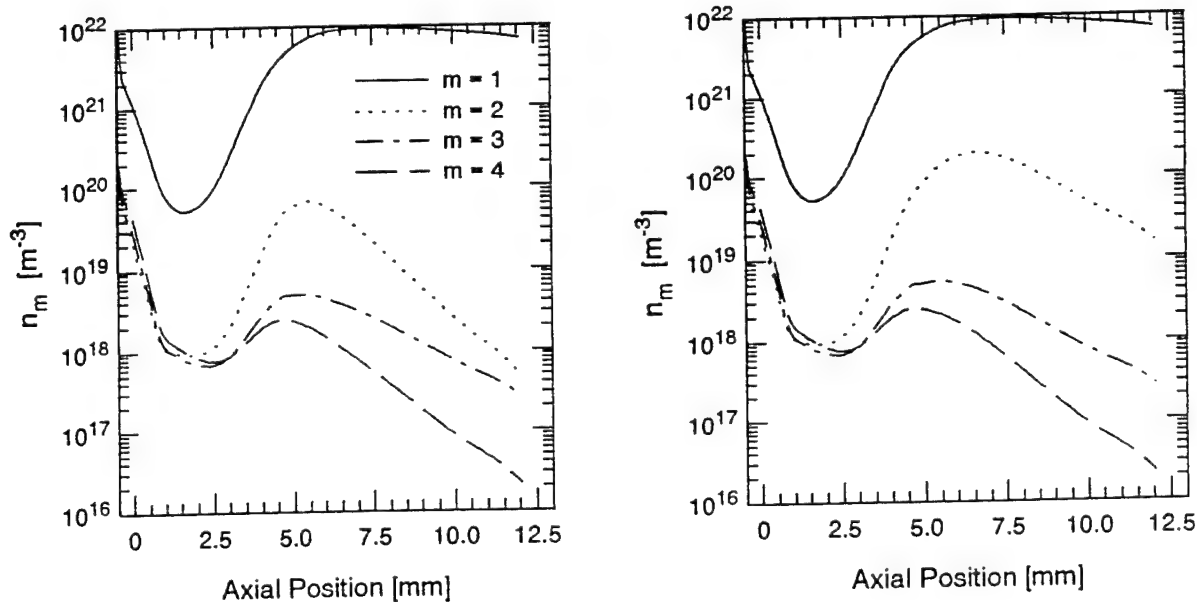 10^22
10^21
10^20
10^19
10^18
10^17
10^16
n_m [m^-3]
m = 1
m = 2
m = 3
m = 4
0 2.5 5.0 7.5 10.0 12.5
Axial Position [mm]
10^22
10^21
10^20
10^19
10^18
10^17
10^16
n_m [m^-3]
0 2.5 5.0 7.5 10.0 12.5
Axial Position [mm]